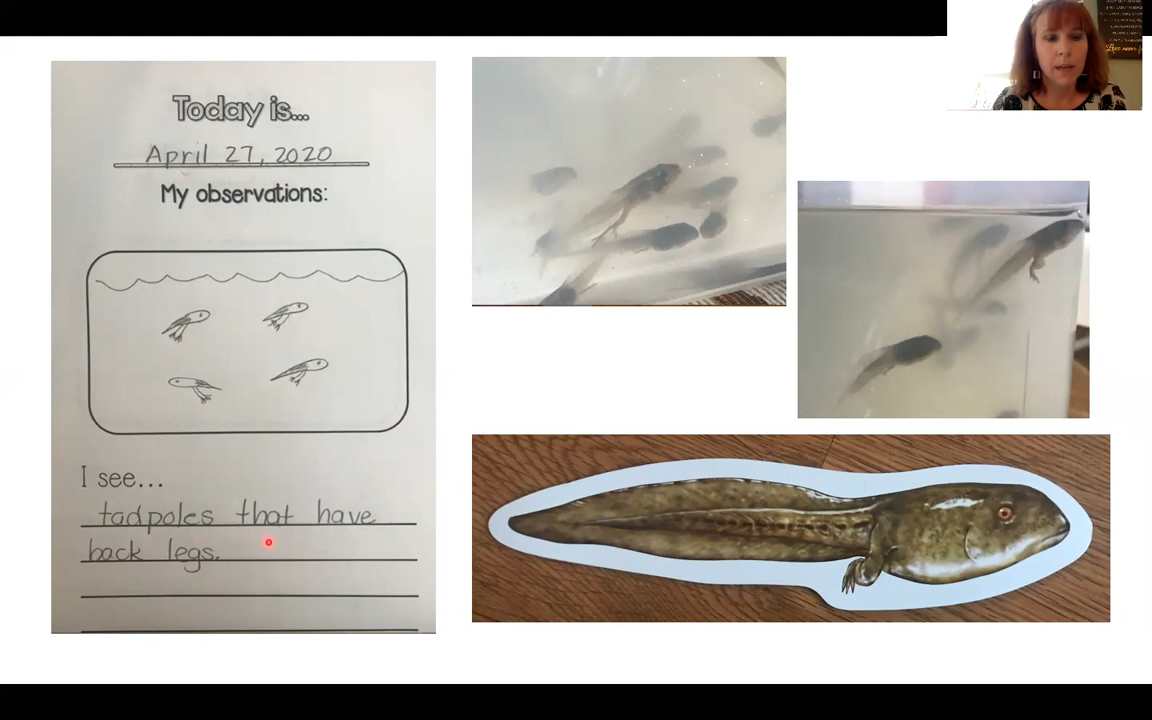 Today is...
April 27, 2020
My observations:
I see...
tadpoles that have
back legs.